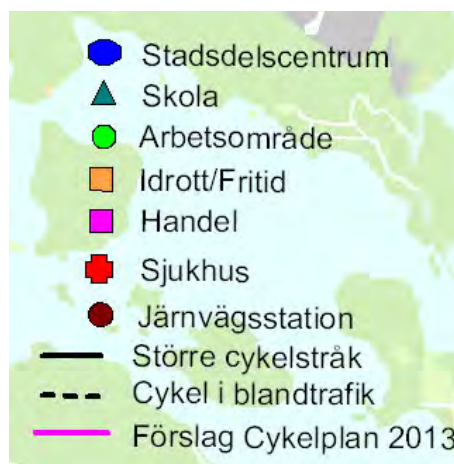 Stadsdelscentrum
Skola
Arbetsområde
Idrott/Fritid
Handel
Sjukhus
Järnvägsstation
Större cykelstråk
Cykel i blandtrafik
Förslag Cykelplan 2013